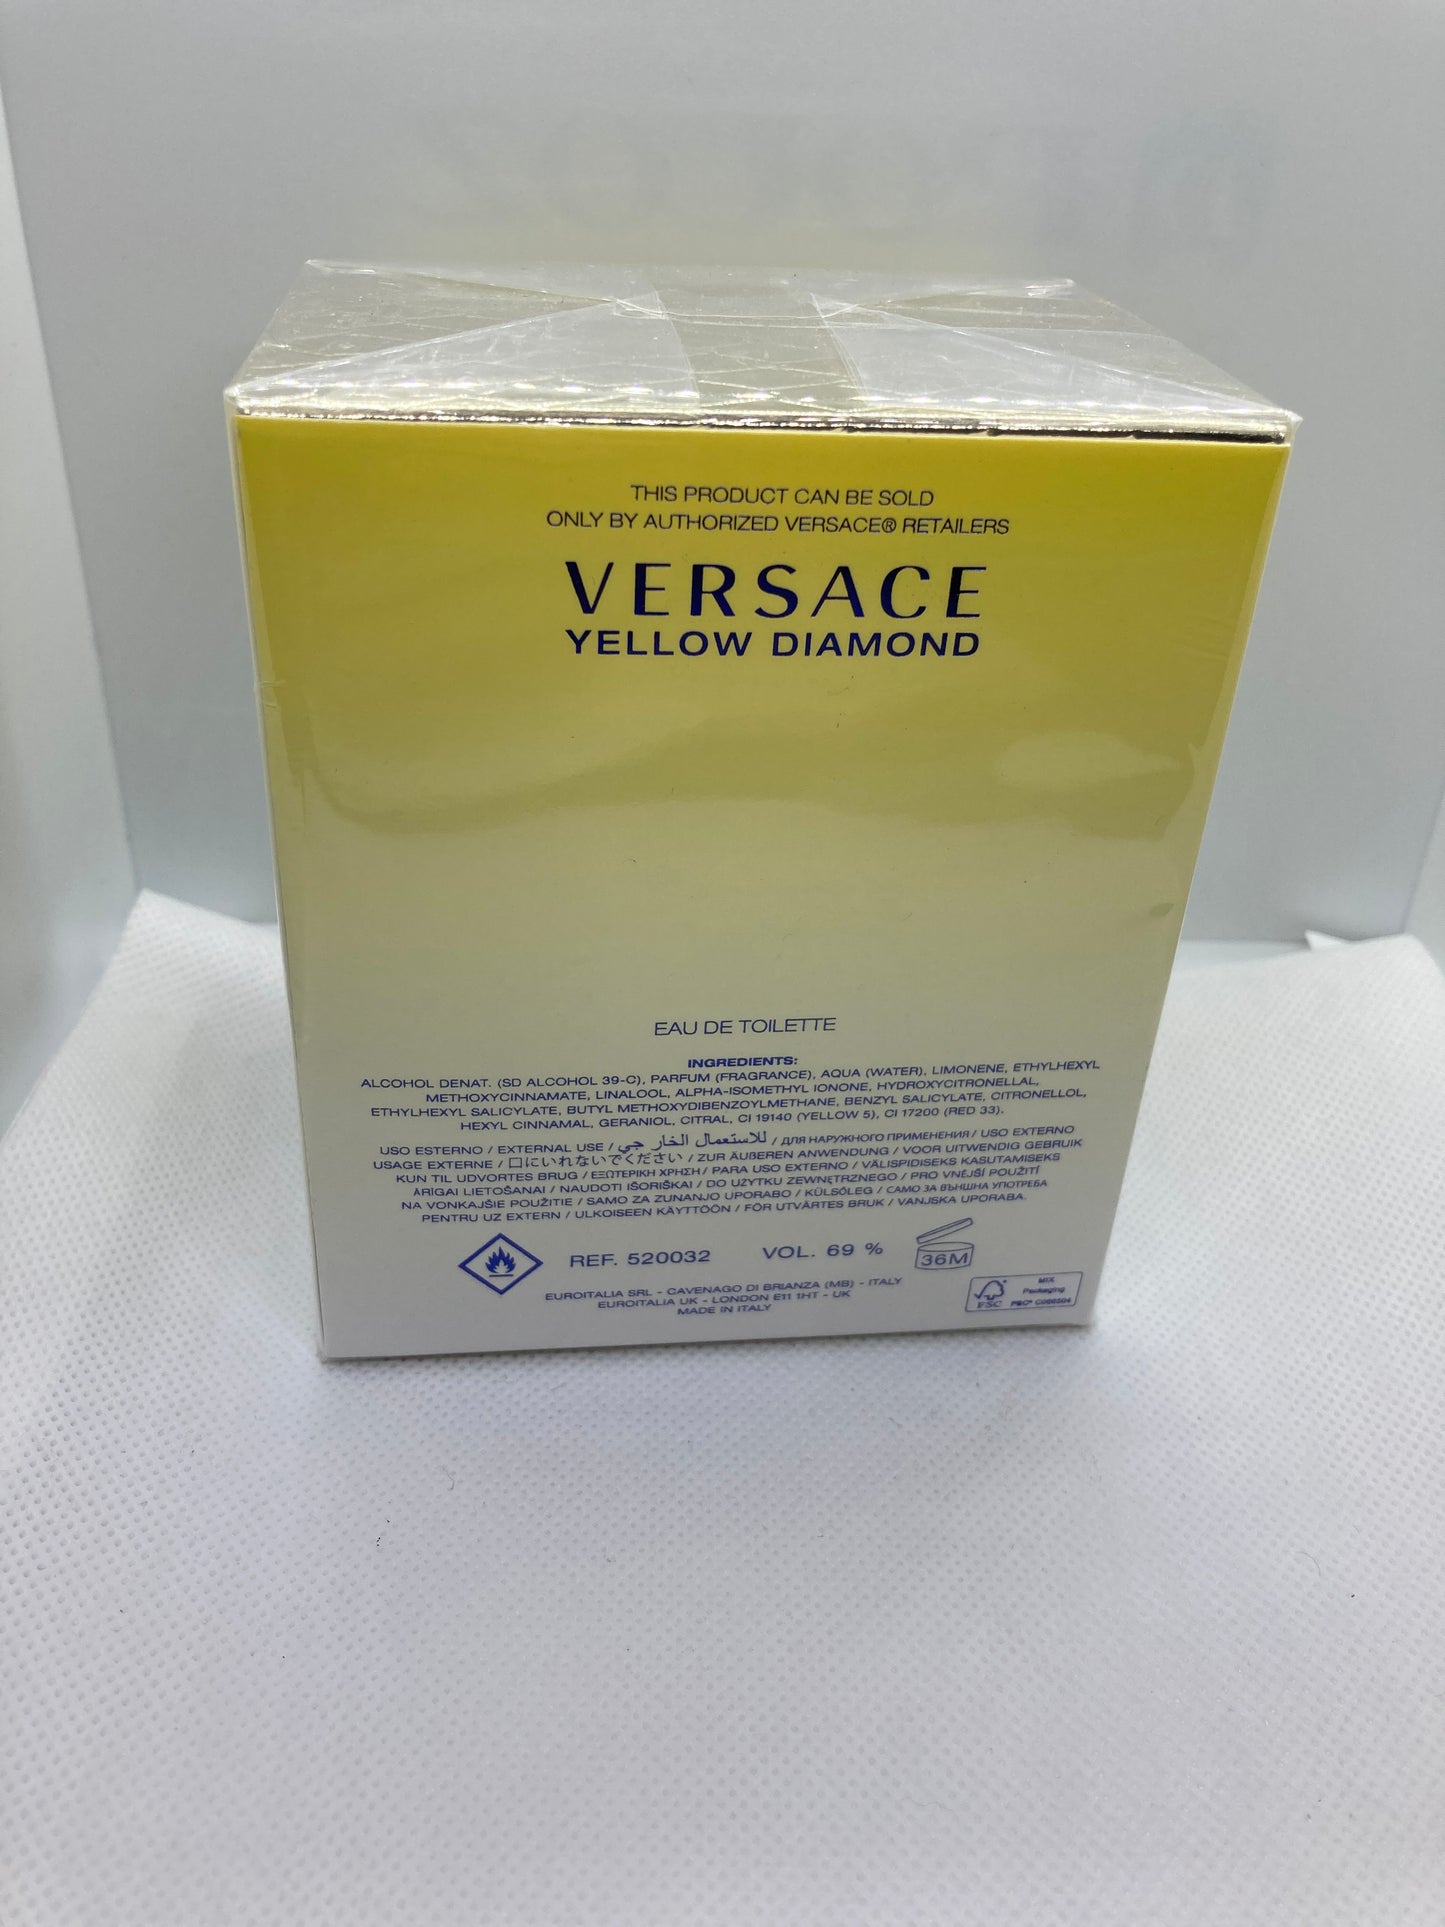 THIS PRODUCT CAN BE SOLD
ONLY BY AUTHORIZED VERSACE® RETAILERS
VERSACE
YELLOW DIAMOND
EAU DE TOILETTE
INGREDIENTS:
ALCOHOL DENAT. (SD ALCOHOL 39-C), PARFUM (FRAGRANCE), AQUA (WATER), LIMONENE, ETHYLHEXYL
METHOXYCINNAMATE, LINALOOL, ALPHA-ISOMETHYL IONONE, HYDROXYCITRONELLAL,
ETHYLHEXYL SALICYLATE, BUTYL METHOXYDIBENZOYLMETHANE, BENZYL SALICYLATE, CITRONELLOL,
HEXYL CINNAMAL, GERANIOL, CITRAL, CI 19140 (YELLOW 5), CI 17200 (RED 33).
USO ESTERNO / EXTERNAL USE / للاستعمال الخار جي / ДЛЯ НАРУЖНОГО ПРИМЕНЕНИЯ / USO EXTERNO
USAGE EXTERNE / 口にいれないでください / ZUR ÄUßEREN ANWENDUNG / VOOR UITWENDIG GEBRUIK
KUN TIL UDVORTES BRUG / ΕΞΩΤΕΡΙΚΗ ΧΡΗΣΗ / PARA USO EXTERNO / VÄLISPIDISEKS KASUTAMISEKS
ĀRĪGAI LIETOŠANAI / NAUDOTI IŠORIŠKAI / DO UŻYTKU ZEWNĘTRZNEGO / PRO VNĚJŠÍ POUŽITÍ
NA VONKAJŠIE POUŽITIE / SAMO ZA ZUNANJO UPORABO / KÜLSŐLEG / САМО ЗА ВЪНШНА УПОТРЕБА
PENTRU UZ EXTERN / ULKOISEEN KÄYTTÖÖN / FÖR UTVÄRTES BRUK / VANJSKA UPORABA.
REF. 520032 VOL. 69 % 36M
EUROITALIA SRL - CAVENAGO DI BRIANZA (MB) - ITALY
EUROITALIA UK - LONDON E11 1HT - UK
MADE IN ITALY
FSC
MIX
Packaging